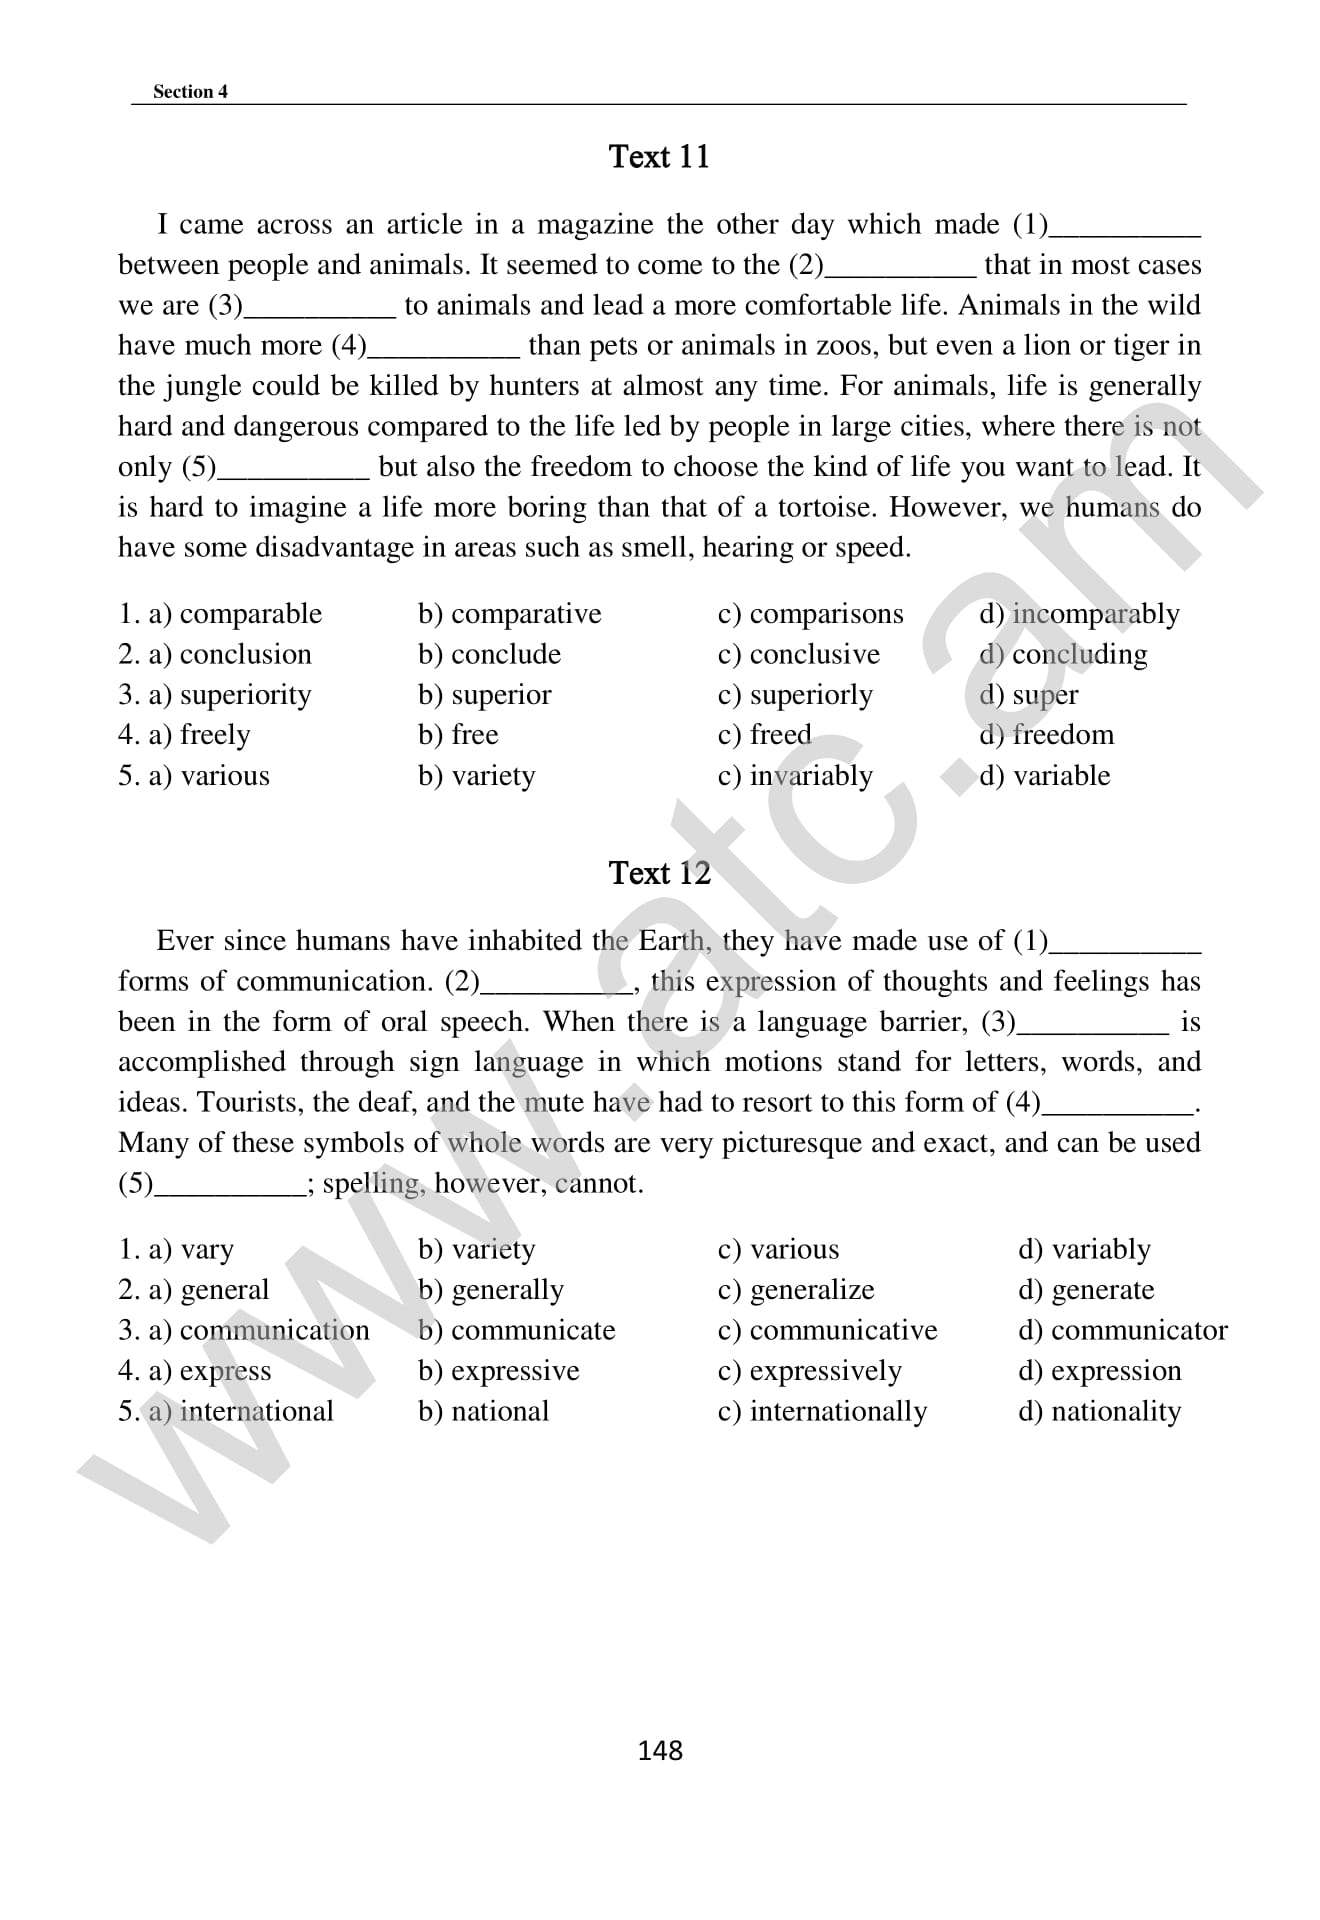 Section 4
Text 11
I came across an article in a magazine the other day which made (1)__________
between people and animals. It seemed to come to the (2)__________ that in most cases
we are (3)__________ to animals and lead a more comfortable life. Animals in the wild
have much more (4)__________ than pets or animals in zoos, but even a lion or tiger in
the jungle could be killed by hunters at almost any time. For animals, life is generally
hard and dangerous compared to the life led by people in large cities, where there is not
only (5)__________ but also the freedom to choose the kind of life you want to lead. It
is hard to imagine a life more boring than that of a tortoise. However, we humans do
have some disadvantage in areas such as smell, hearing or speed.
1. a) comparable b) comparative c) comparisons d) incomparably
2. a) conclusion b) conclude c) conclusive d) concluding
3. a) superiority b) superior c) superiorly d) super
4. a) freely b) free c) freed d) freedom
5. a) various b) variety c) invariably d) variable
Text 12
Ever since humans have inhabited the Earth, they have made use of (1)__________
forms of communication. (2)__________, this expression of thoughts and feelings has
been in the form of oral speech. When there is a language barrier, (3)__________ is
accomplished through sign language in which motions stand for letters, words, and
ideas. Tourists, the deaf, and the mute have had to resort to this form of (4)__________.
Many of these symbols of whole words are very picturesque and exact, and can be used
(5)__________; spelling, however, cannot.
1. a) vary b) variety c) various d) variably
2. a) general b) generally c) generalize d) generate
3. a) communication b) communicate c) communicative d) communicator
4. a) express b) expressive c) expressively d) expression
5. a) international b) national c) internationally d) nationality
148
www.atc.am